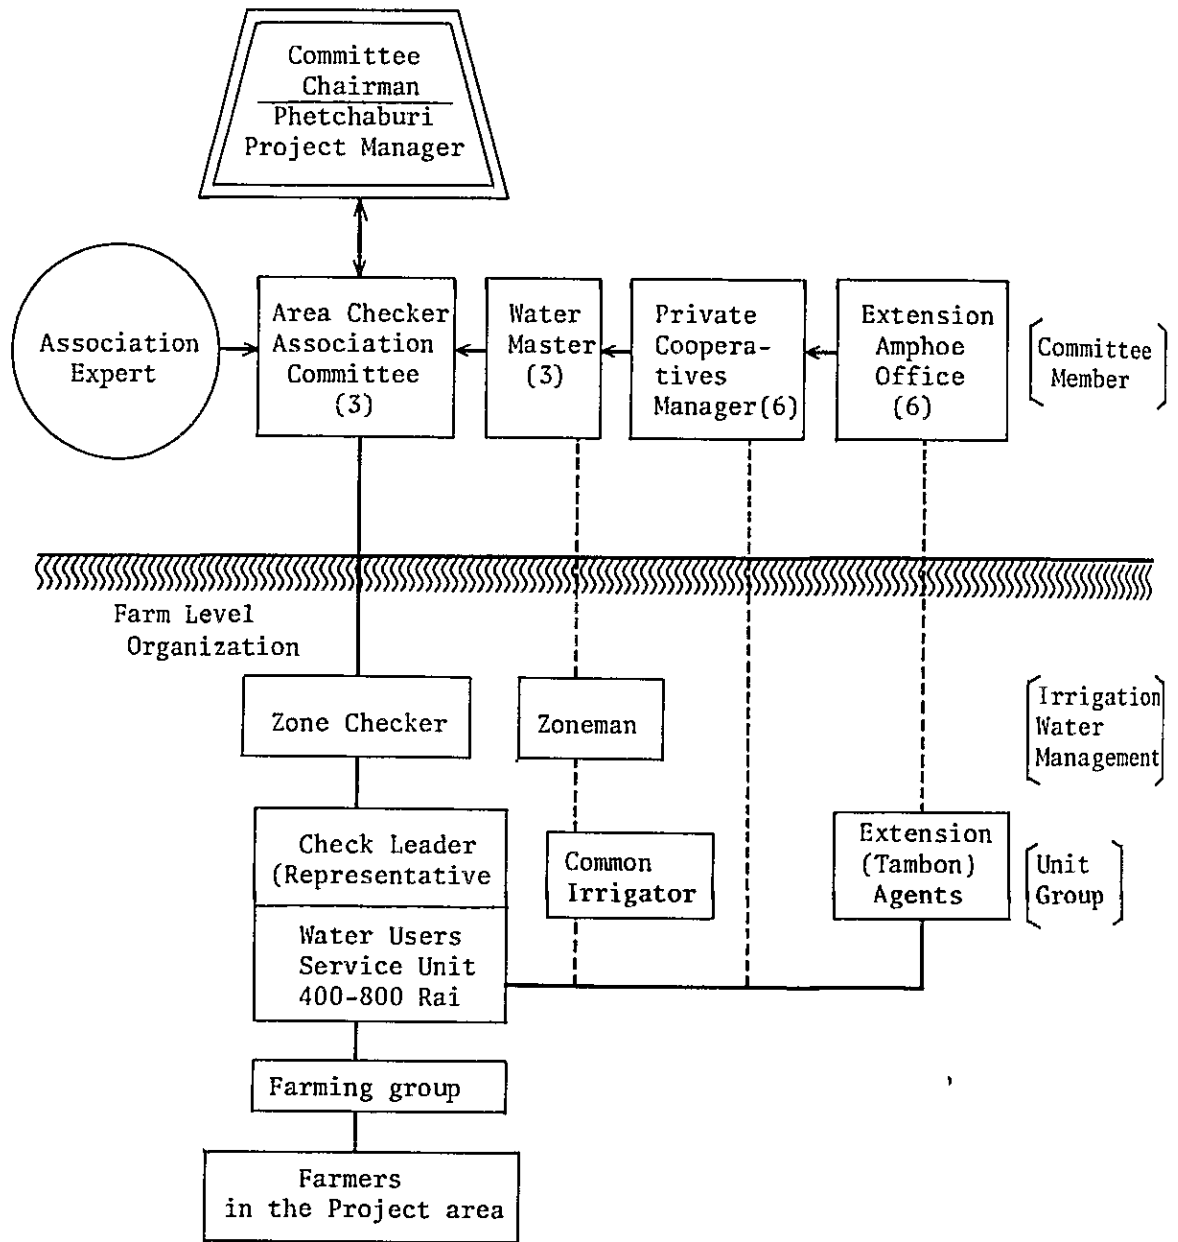 Committee
Chairman
Phetchaburi
Project Manager
Association
Expert
Area Checker
Association
Committee
(3)
Water
Master
(3)
Private
Coopera-
tives
Manager(6)
Extension
Amphoe
Office
(6)
Committee
Member
Farm Level
Organization
Zone Checker
Zoneman
Irrigation
Water
Management
Check Leader
(Representative
Common
Irrigator
Extension
(Tambon)
Agents
Unit
Group
Water Users
Service Unit
400-800 Rai
Farming group
Farmers
in the Project area